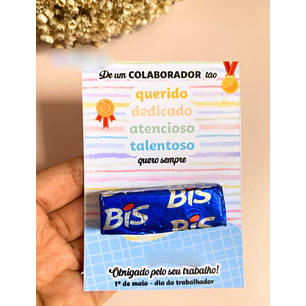 De um COLABORADOR tão
querido
dedicado
atencioso
talentoso
quero sempre
BiS BiS
Obrigado pelo seu trabalho!
1º de maio - dia do trabalhador